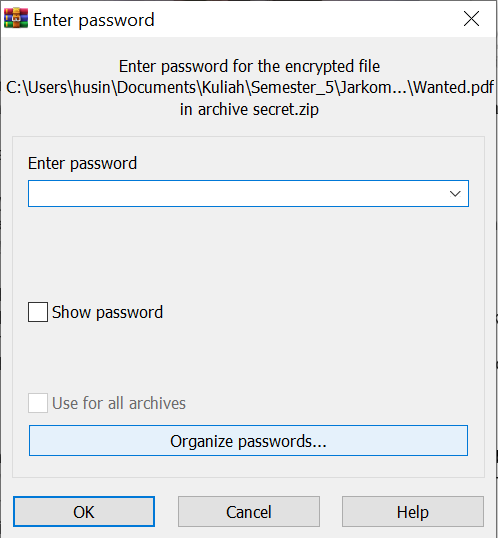 Enter password
Enter password for the encrypted file
C:\Users\husin\Documents\Kuliah\Semester_5\Jarkom...\Wanted.pdf
in archive secret.zip
Enter password
Show password
Use for all archives
Organize passwords...
OK Cancel Help